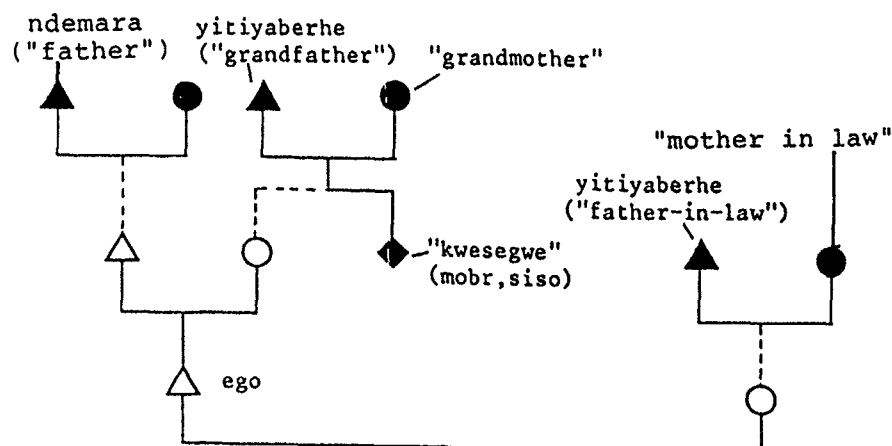 ndemara
("father")
yitiyaberhe
("grandfather")
"grandmother"
"mother in law"
yitiyaberhe
("father-in-law")
"kwesegwe"
(mobr,siso)
ego